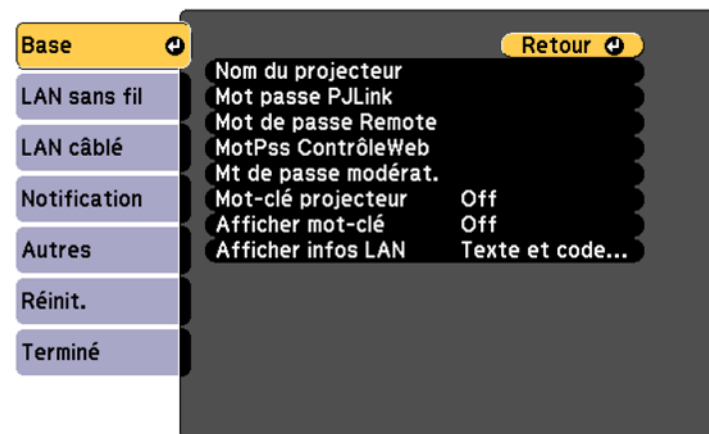 Base
LAN sans fil
LAN câblé
Notification
Autres
Réinit.
Terminé
Retour
Nom du projecteur
Mot passe PJLink
Mot de passe Remote
MotPss ContrôleWeb
Mt de passe modérat.
Mot-clé projecteur Off
Afficher mot-clé Off
Afficher infos LAN Texte et code...